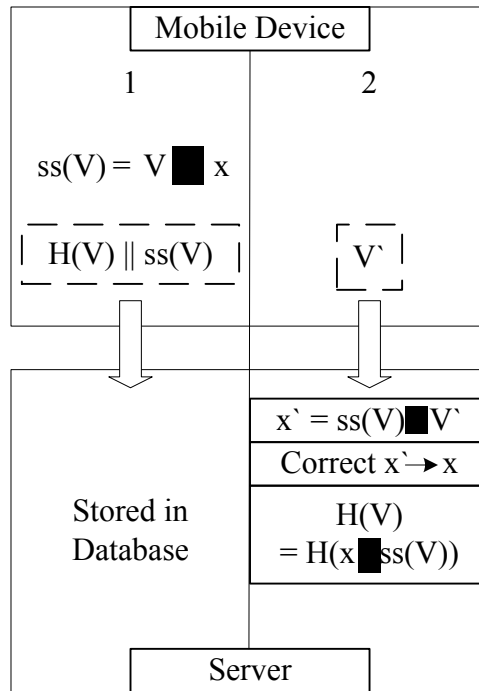 Mobile Device
1
2
ss(V) = V x
H(V) || ss(V)
V`
x` = ss(V) V`
Correct x`→ x
Stored in
Database
H(V)
= H(x ss(V))
Server